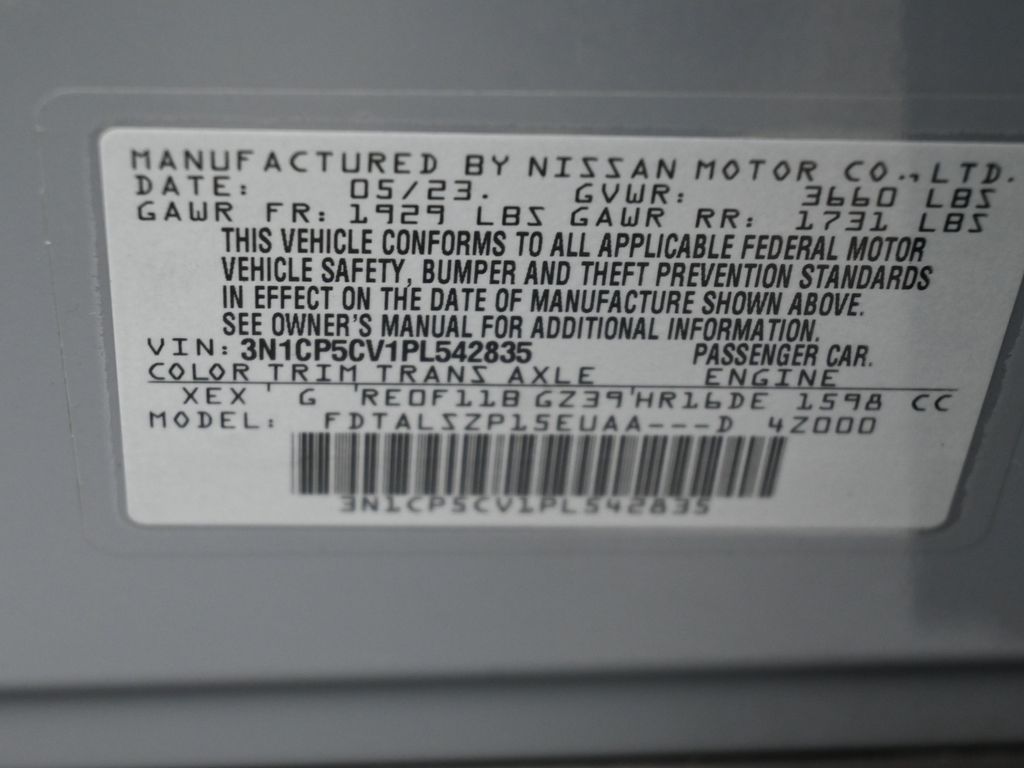 MANUFACTURED BY NISSAN MOTOR CO., LTD.
DATE: 05/23. GVWR: 3660 LBS
GAWR FR: 1929 LBS GAWR RR: 1731 LBS
THIS VEHICLE CONFORMS TO ALL APPLICABLE FEDERAL MOTOR
VEHICLE SAFETY, BUMPER AND THEFT PREVENTION STANDARDS
IN EFFECT ON THE DATE OF MANUFACTURE SHOWN ABOVE.
SEE OWNER'S MANUAL FOR ADDITIONAL INFORMATION.
VIN: 3N1CP5CV1PL542835 PASSENGER CAR.
COLOR TRIM TRANS AXLE ENGINE
XEX ' G 'RE0F11B GZ39'HR16DE 1598 CC
MODEL: FDTALSZP15EUAA---D 4Z000
3N1CP5CV1PL542835